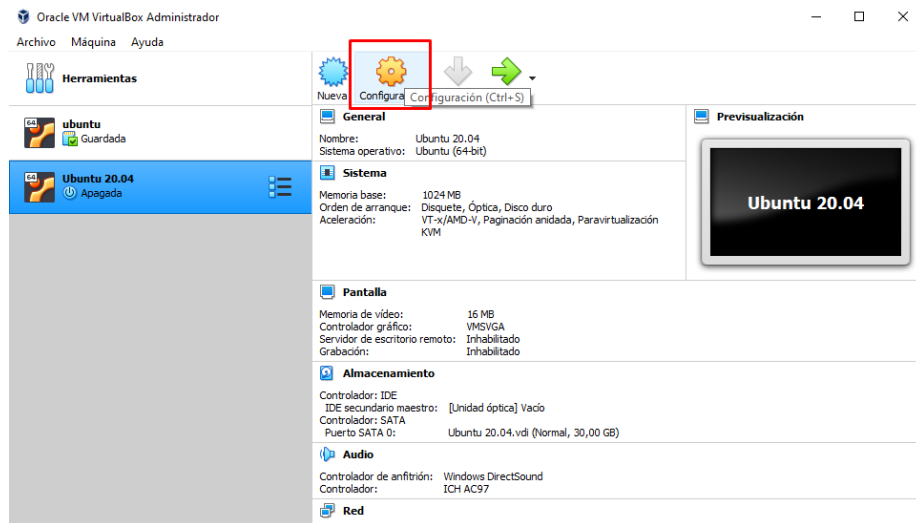 Oracle VM VirtualBox Administrador
Archivo Máquina Ayuda
Herramientas
64
ubuntu
Guardada
64
Ubuntu 20.04
Apagada
Nueva
Configuración (Ctrl+S)
General
Nombre: Ubuntu 20.04
Sistema operativo: Ubuntu (64-bit)
Sistema
Memoria base: 1024 MB
Orden de arranque: Disquete, Óptica, Disco duro
Aceleración: VT-x/AMD-V, Paginación anidada, Paravirtualización
KVM
Previsualización
Ubuntu 20.04
Pantalla
Memoria de vídeo: 16 MB
Controlador gráfico: VMSVGA
Servidor de escritorio remoto: Inhabilitado
Grabación: Inhabilitado
Almacenamiento
Controlador: IDE
IDE secundario maestro: [Unidad óptica] Vacío
Controlador: SATA
Puerto SATA 0: Ubuntu 20.04.vdi (Normal, 30,00 GB)
Audio
Controlador de anfitrión: Windows DirectSound
Controlador: ICH AC97
Red